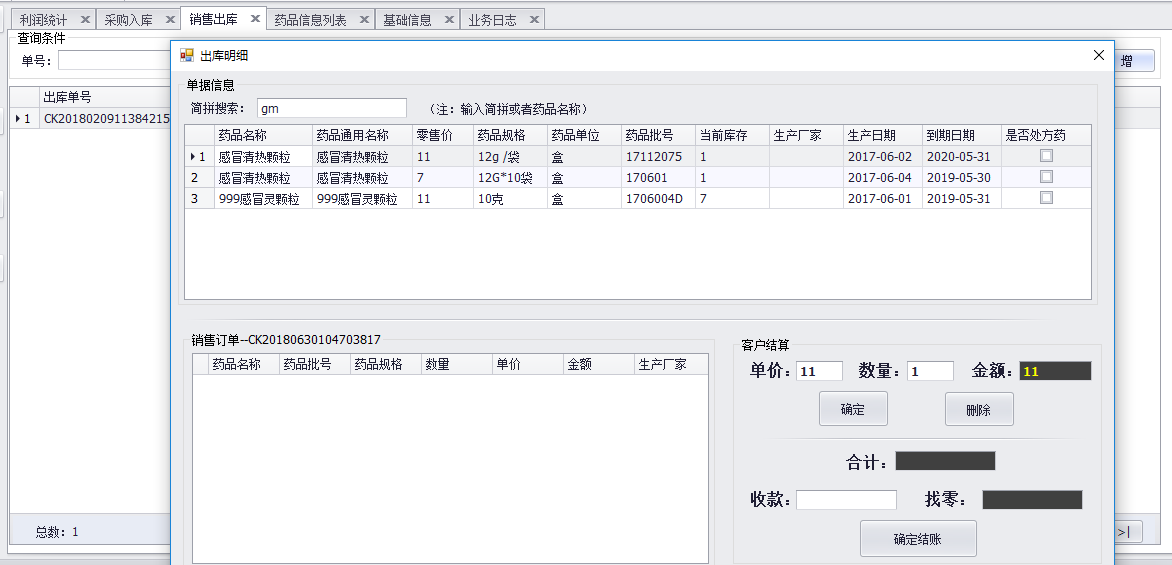 利润统计 采购入库 销售出库 药品信息列表 基础信息 业务日志
查询条件
单号：
增
出库单号
1 CK2018020911384215
总数：1
出库明细
单据信息
简拼搜索： gm （注：输入简拼或者药品名称）
药品名称 药品通用名称 零售价 药品规格 药品单位 药品批号 当前库存 生产厂家 生产日期 到期日期 是否处方药
1 感冒清热颗粒 感冒清热颗粒 11 12g /袋 盒 17112075 1 2017-06-02 2020-05-31
2 感冒清热颗粒 感冒清热颗粒 7 12G*10袋 盒 170601 1 2017-06-04 2019-05-30
3 999感冒灵颗粒 999感冒灵颗粒 11 10克 盒 1706004D 7 2017-06-01 2019-05-31
销售订单--CK20180630104703817
药品名称 药品批号 药品规格 数量 单价 金额 生产厂家
客户结算
单价：11 数量：1 金额：11
确定 删除
合计：
收款： 找零：
确定结账
>|